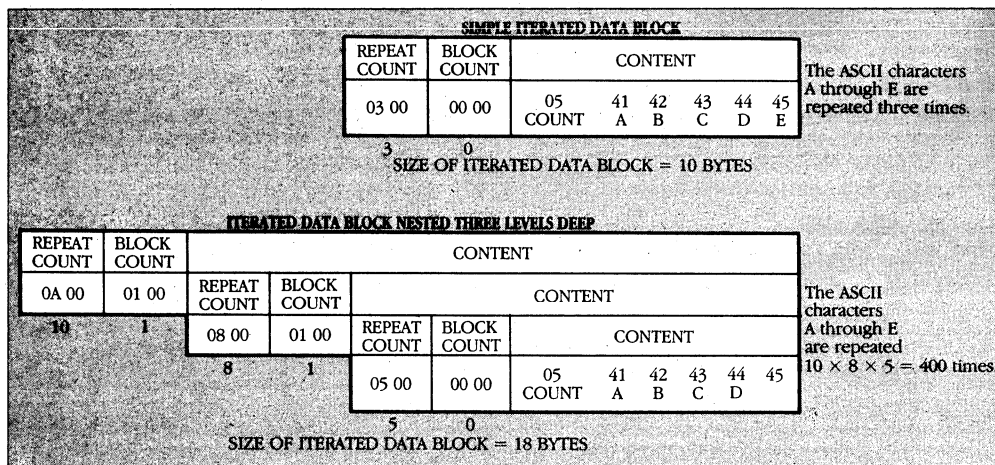 SIMPLE ITERATED DATA BLOCK
REPEAT COUNT BLOCK COUNT CONTENT
03 00 00 00 05 COUNT 41 A 42 B 43 C 44 D 45 E
3 0
The ASCII characters
A through E are
repeated three times.
SIZE OF ITERATED DATA BLOCK = 10 BYTES
ITERATED DATA BLOCK NESTED THREE LEVELS DEEP
REPEAT COUNT BLOCK COUNT CONTENT
0A 00 01 00 REPEAT COUNT BLOCK COUNT CONTENT
10 1 08 00 01 00 REPEAT COUNT BLOCK COUNT CONTENT
8 1 05 00 00 00 05 COUNT 41 A 42 B 43 C 44 D 45
5 0
The ASCII
characters
A through E
are repeated
10 × 8 × 5 = 400 times
SIZE OF ITERATED DATA BLOCK = 18 BYTES